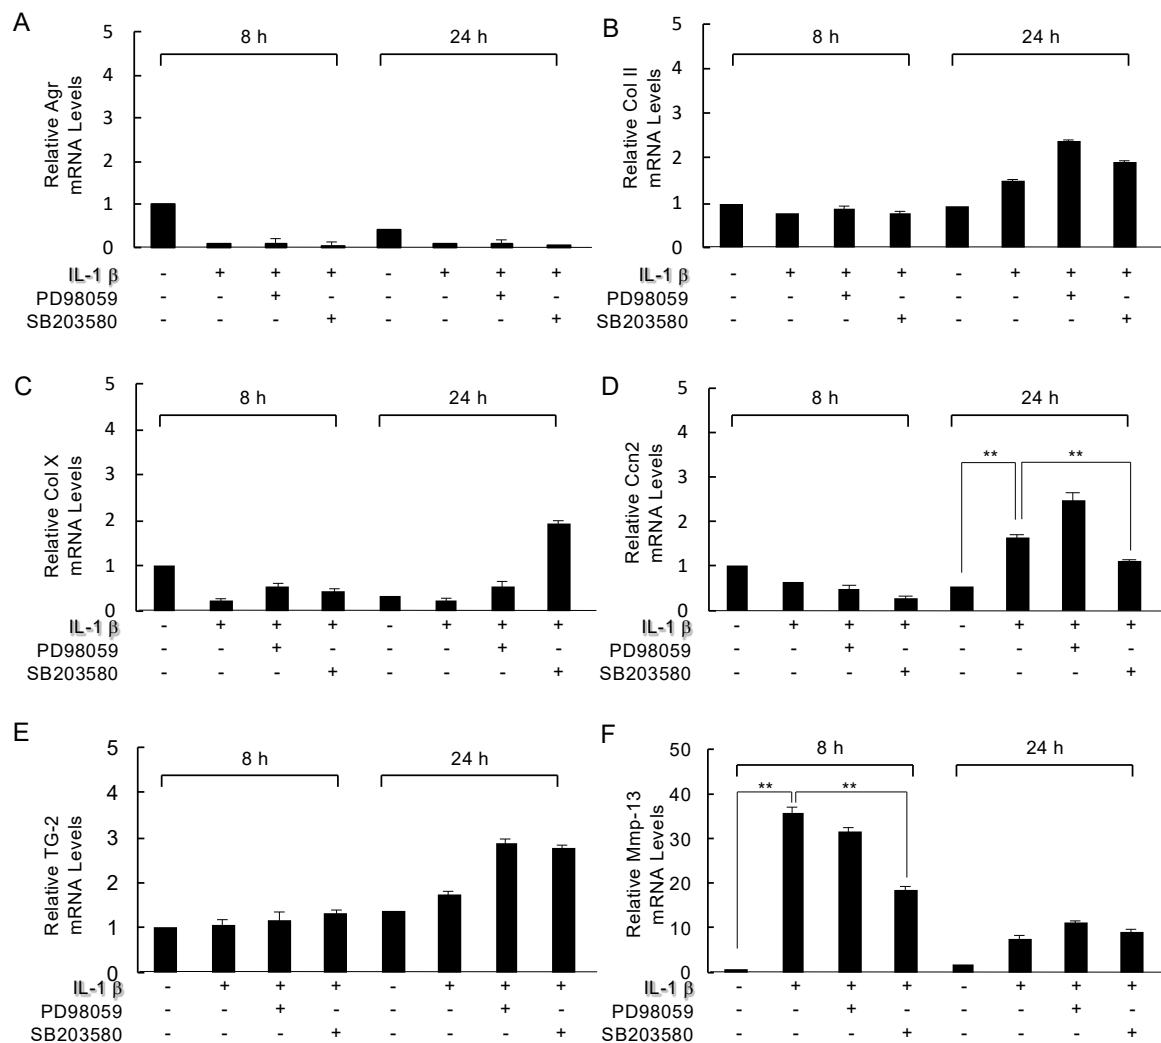 A
5
4
3
2
1
0
Relative Agr
mRNA Levels
8 h
24 h
IL-1 β - + + + - + + +
PD98059 - - + - - - + -
SB203580 - - - + - - - +
B
5
4
3
2
1
0
Relative Col II
mRNA Levels
8 h
24 h
IL-1 β - + + + - + + +
PD98059 - - + - - - + -
SB203580 - - - + - - - +
C
5
4
3
2
1
0
Relative Col X
mRNA Levels
8 h
24 h
IL-1 β - + + + - + + +
PD98059 - - + - - - + -
SB203580 - - - + - - - +
D
5
4
3
2
1
0
Relative Ccn2
mRNA Levels
8 h
24 h
** **
IL-1 β - + + + - + + +
PD98059 - - + - - - + -
SB203580 - - - + - - - +
E
5
4
3
2
1
0
Relative TG-2
mRNA Levels
8 h
24 h
IL-1 β - + + + - + + +
PD98059 - - + - - - + -
SB203580 - - - + - - - +
F
50
40
30
20
10
0
Relative Mmp-13
mRNA Levels
8 h
24 h
** **
IL-1 β - + + + - + + +
PD98059 - - + - - - + -
SB203580 - - - + - - - +